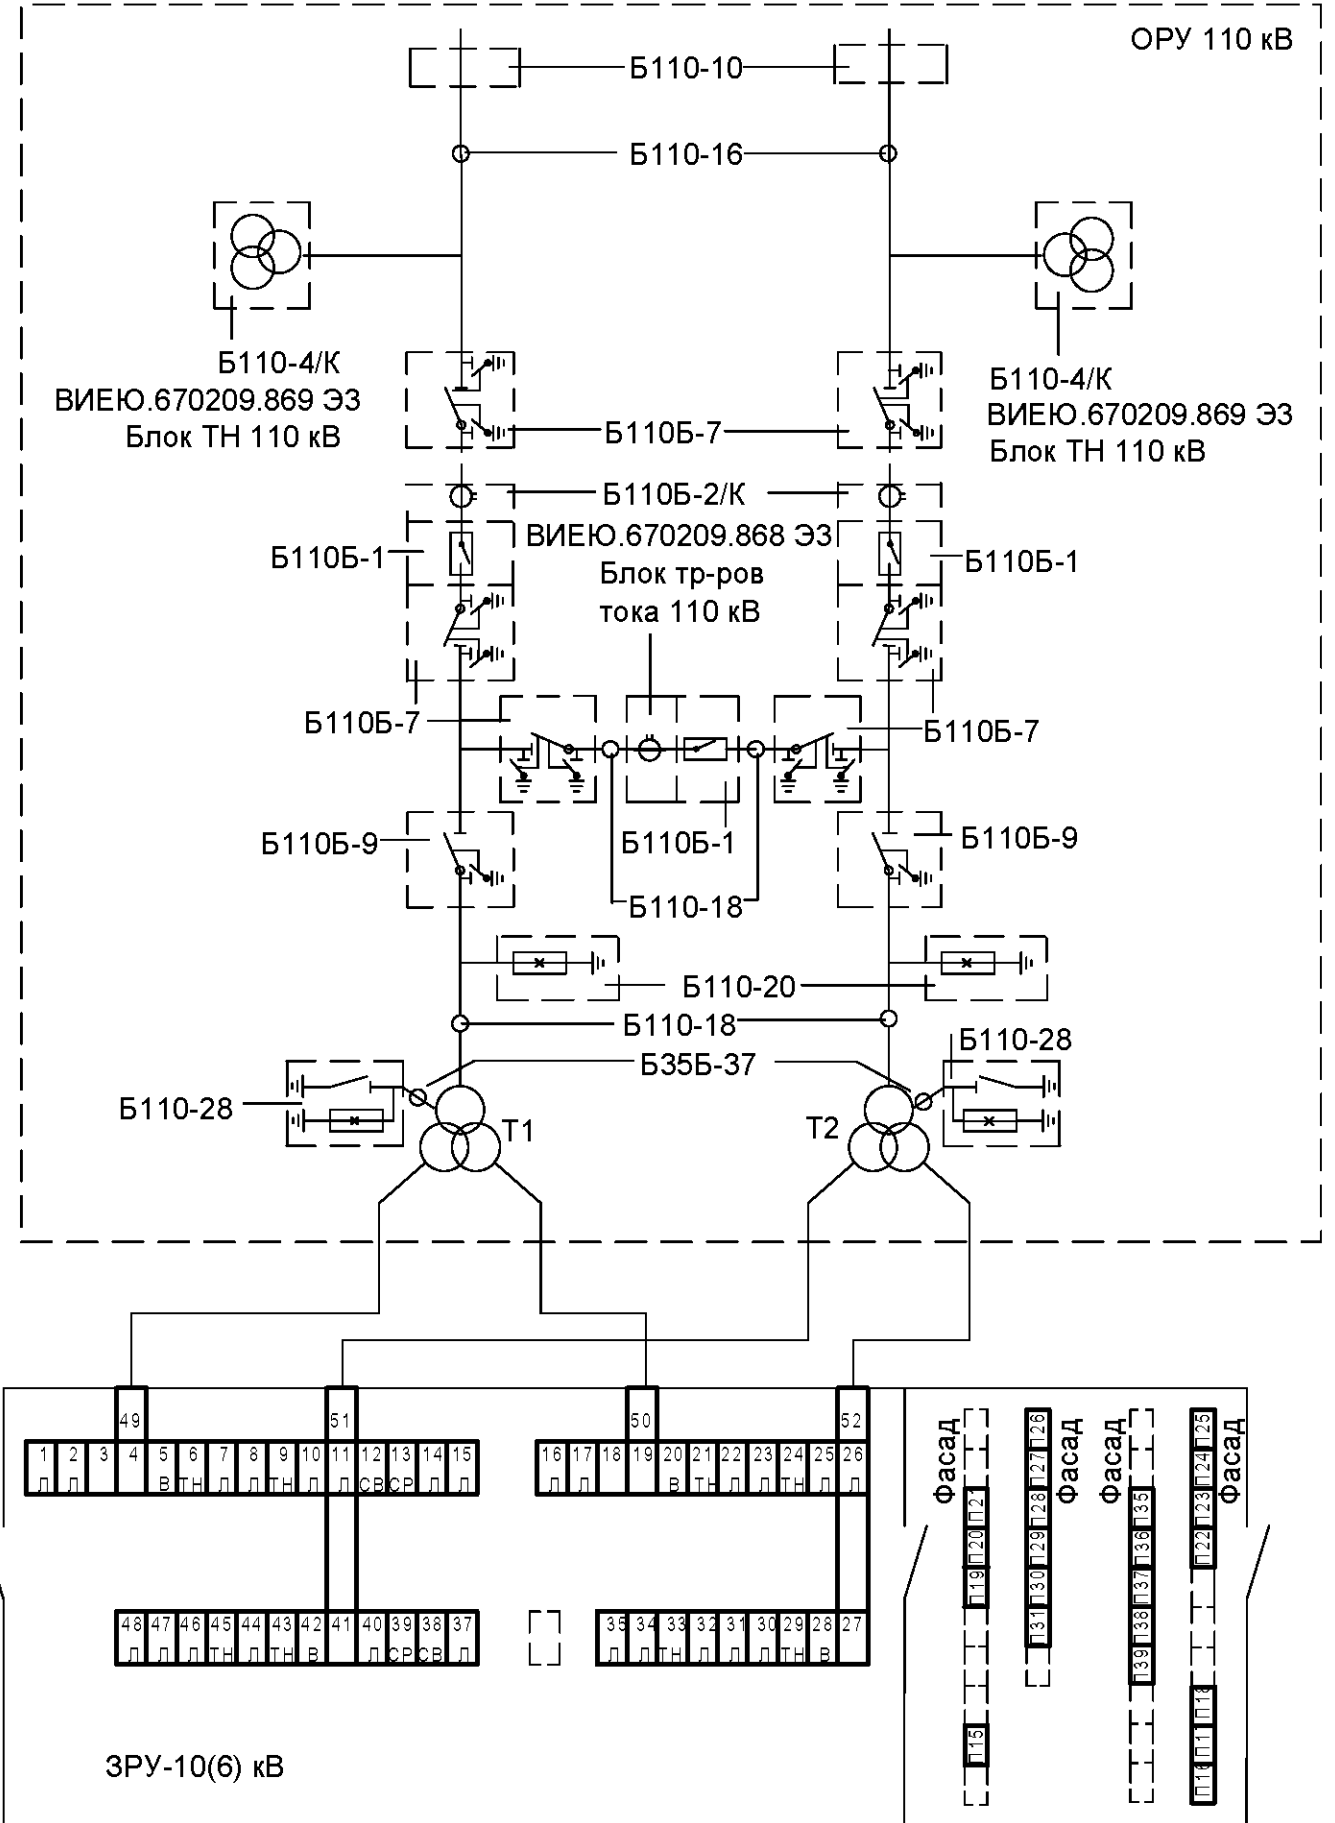 ОРУ 110 кВ
Б110-10
Б110-16
Б110-4/К
ВИЕЮ.670209.869 ЭЗ
Блок ТН 110 кВ
Б110-4/К
ВИЕЮ.670209.869 ЭЗ
Блок ТН 110 кВ
Б110Б-7
Б110Б-2/К
ВИЕЮ.670209.868 ЭЗ
Блок тр-ров
тока 110 кВ
Б110Б-1
Б110Б-1
Б110Б-7
Б110Б-7
Б110Б-9
Б110Б-1
Б110Б-9
Б110-18
Б110-20
Б110-18
Б35Б-37
Б110-28
Б110-28
Т1
Т2
49 51 50 52
1 2 3 4 5 6 7 8 9 10 11 12 13 14 15
Л Л В ТН Л Л ТН Л Л СВ СР Л Л
16 17 18 19 20 21 22 23 24 25 26
Л Л В ТН Л Л ТН Л Л
48 47 46 45 44 43 42 41 40 39 38 37
Л Л Л ТН Л ТН В Л СР СВ Л
35 34 33 32 31 30 29 28 27
Л Л ТН Л Л Л ТН В
Фасад
П21
П20
П19
П15
П26
П27
П28
П29
П30
П31
Фасад
Фасад
П35
П36
П37
П38
П39
П25
П24
П23
П22
П18
П17
П16
Фасад
ЗРУ-10(6) кВ